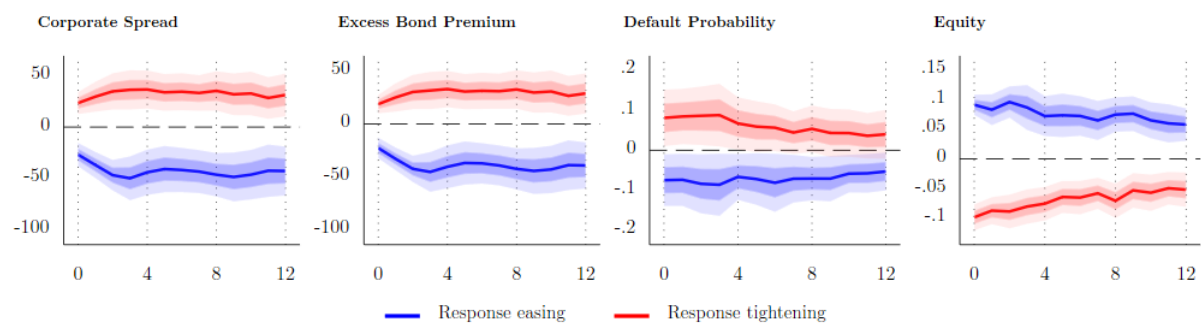 Corporate Spread
Excess Bond Premium
Default Probability
Equity
50
0
-50
-100
0 4 8 12
50
0
-50
-100
0 4 8 12
.2
.1
0
-.1
-.2
0 4 8 12
.15
.1
.05
0
-.05
-.1
0 4 8 12
Response easing
Response tightening